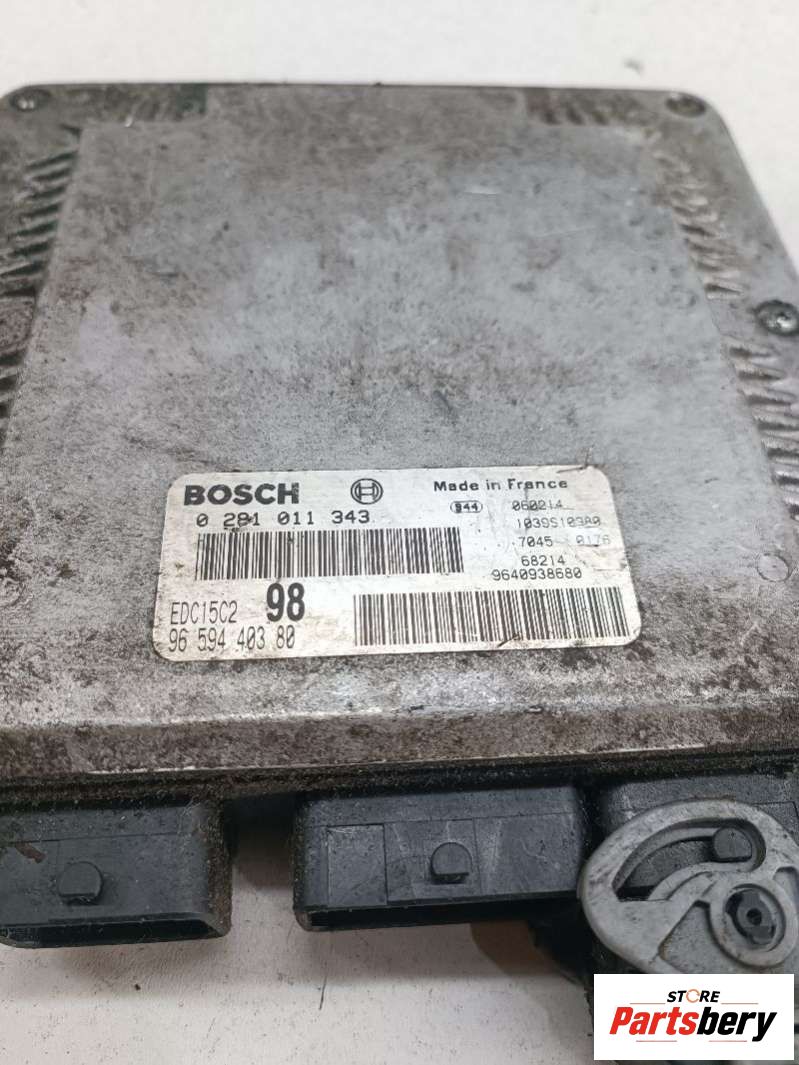 BOSCH
Made in France
0 281 011 343
944
060214
1039S103A0
7045 0176
68214
9640938680
EDC15C2 98
96 594 403 80
STORE
Partsbery